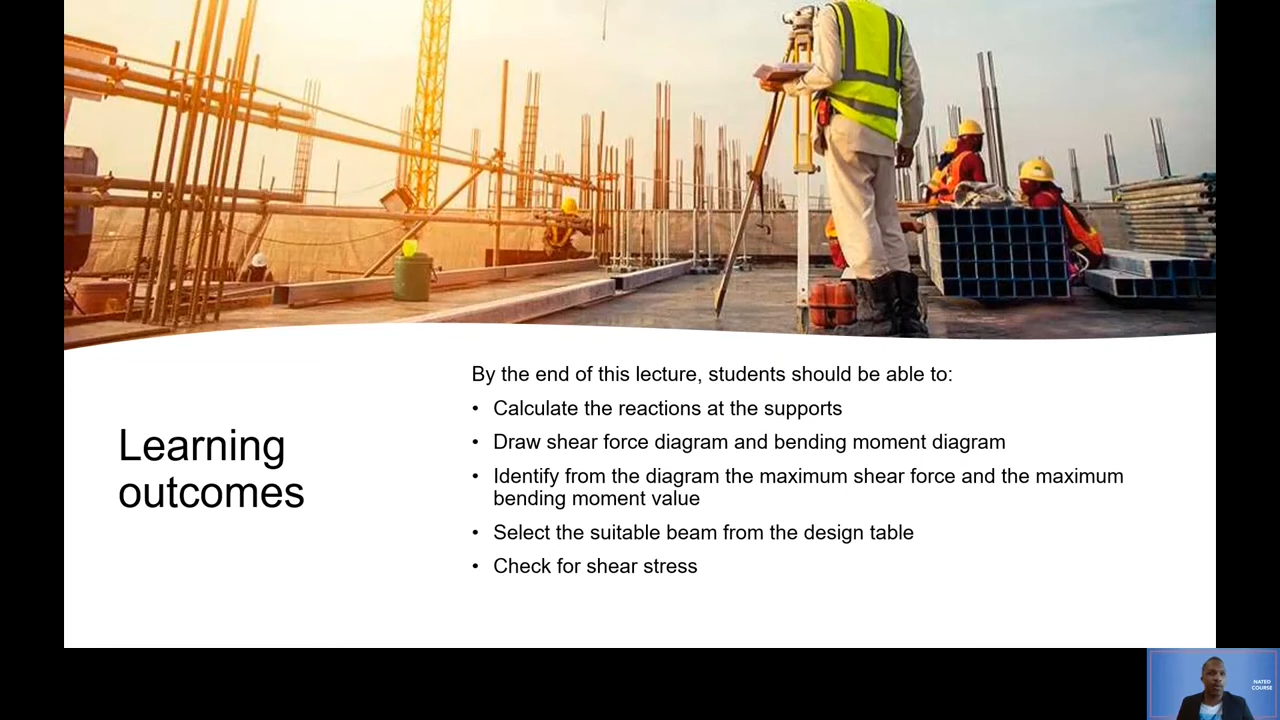 Learning
outcomes
By the end of this lecture, students should be able to:
• Calculate the reactions at the supports
• Draw shear force diagram and bending moment diagram
• Identify from the diagram the maximum shear force and the maximum
bending moment value
• Select the suitable beam from the design table
• Check for shear stress
NATED
COURSE